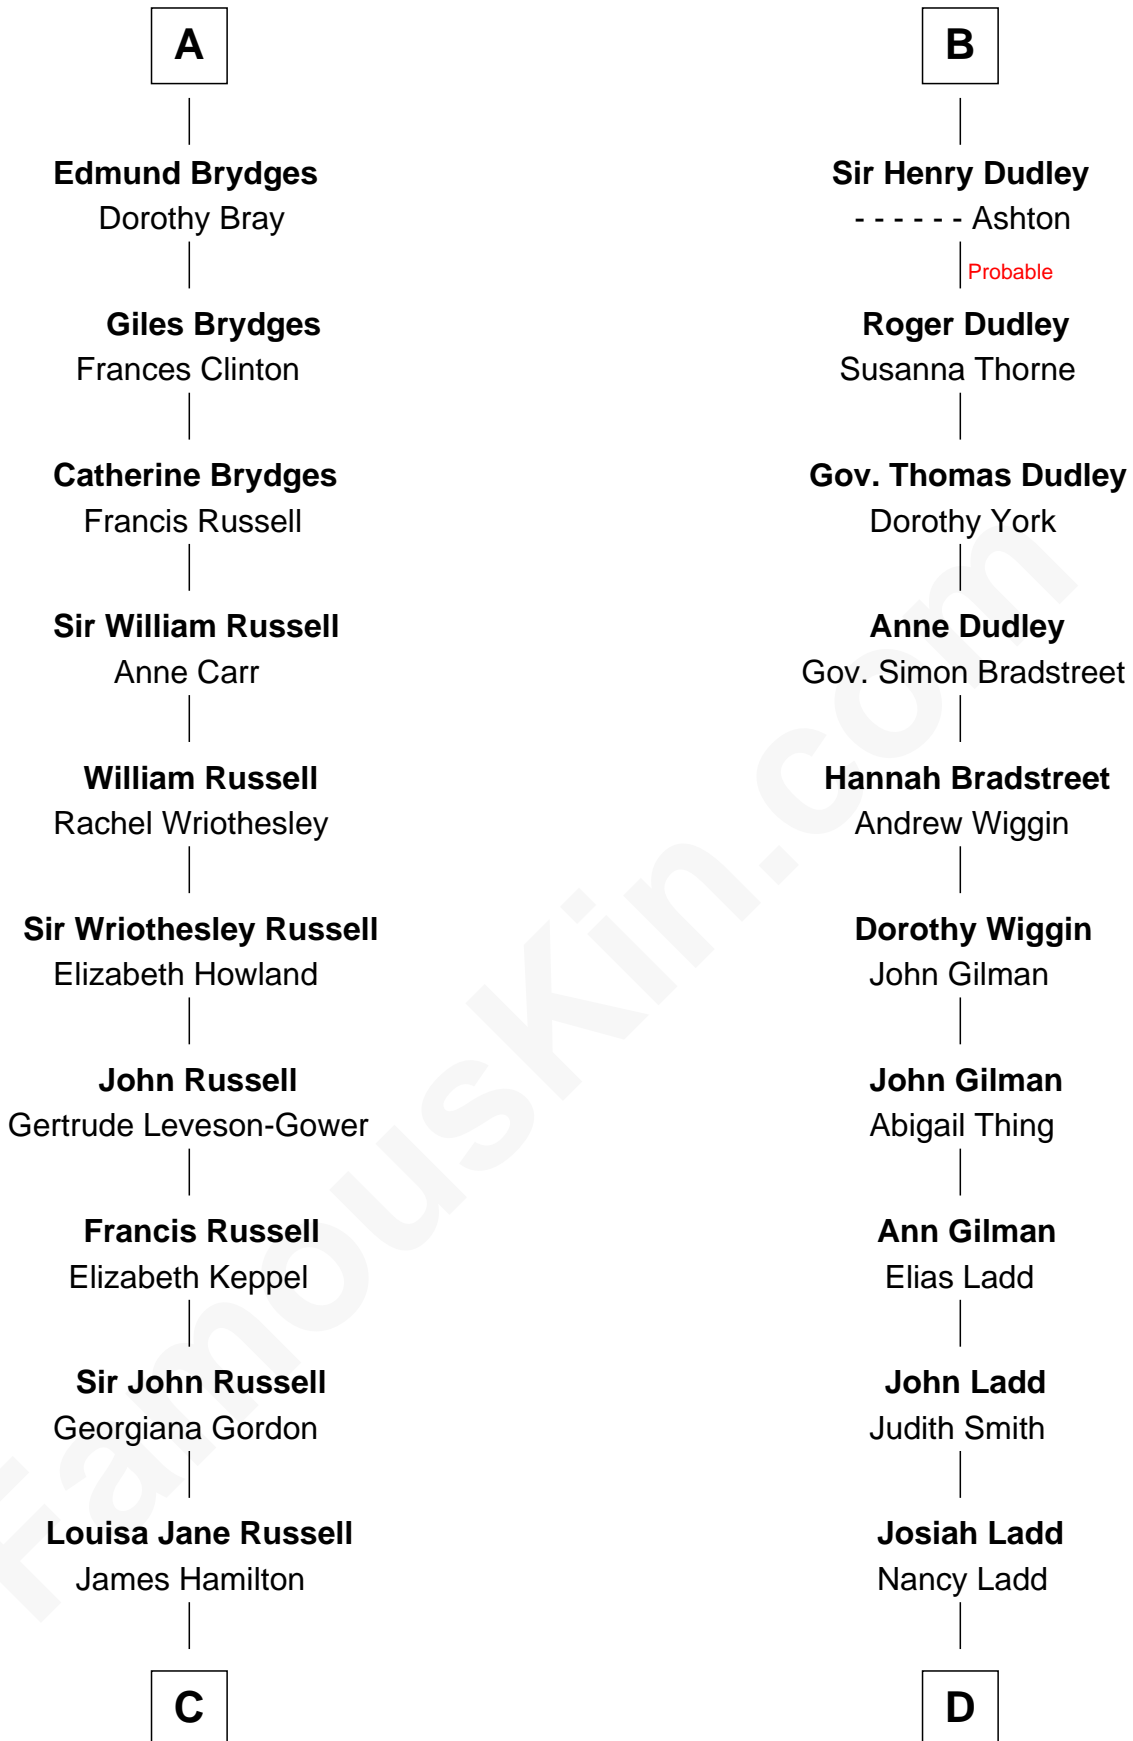 A
Edmund Brydges
Dorothy Bray
Giles Brydges
Frances Clinton
Catherine Brydges
Francis Russell
Sir William Russell
Anne Carr
William Russell
Rachel Wriothesley
Sir Wriothesley Russell
Elizabeth Howland
John Russell
Gertrude Leveson-Gower
Francis Russell
Elizabeth Keppel
Sir John Russell
Georgiana Gordon
Louisa Jane Russell
James Hamilton
C
B
Sir Henry Dudley
- - - - - - Ashton
Probable
Roger Dudley
Susanna Thorne
Gov. Thomas Dudley
Dorothy York
Anne Dudley
Gov. Simon Bradstreet
Hannah Bradstreet
Andrew Wiggin
Dorothy Wiggin
John Gilman
John Gilman
Abigail Thing
Ann Gilman
Elias Ladd
John Ladd
Judith Smith
Josiah Ladd
Nancy Ladd
D
FamousKin.com